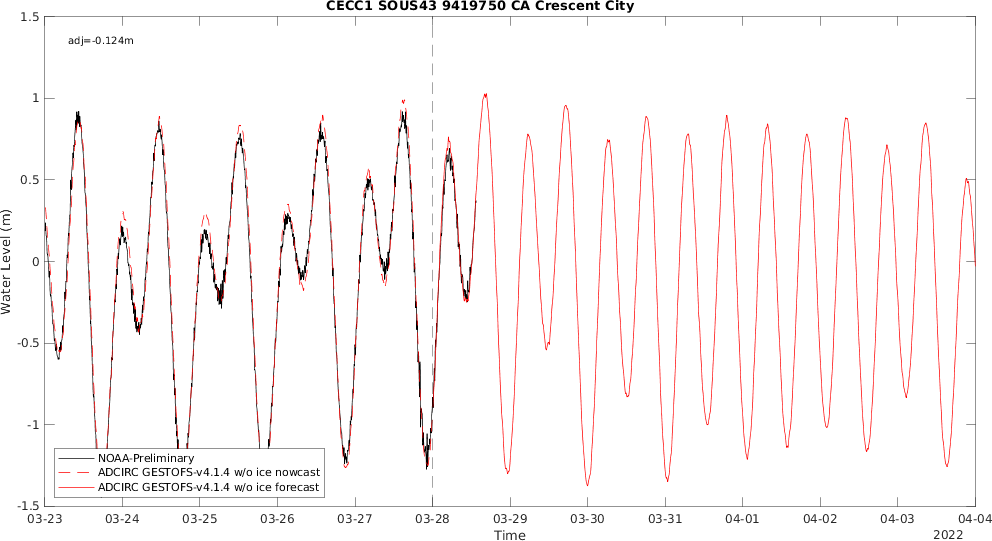 CECC1 SOUS43 9419750 CA Crescent City
adj=-0.124m
1.5
1
0.5
0
-0.5
-1
-1.5
Water Level (m)
NOAA-Preliminary
ADCIRC GESTOFS-v4.1.4 w/o ice nowcast
ADCIRC GESTOFS-v4.1.4 w/o ice forecast
03-23 03-24 03-25 03-26 03-27 03-28 03-29 03-30 03-31 04-01 04-02 04-03 04-04
Time
2022